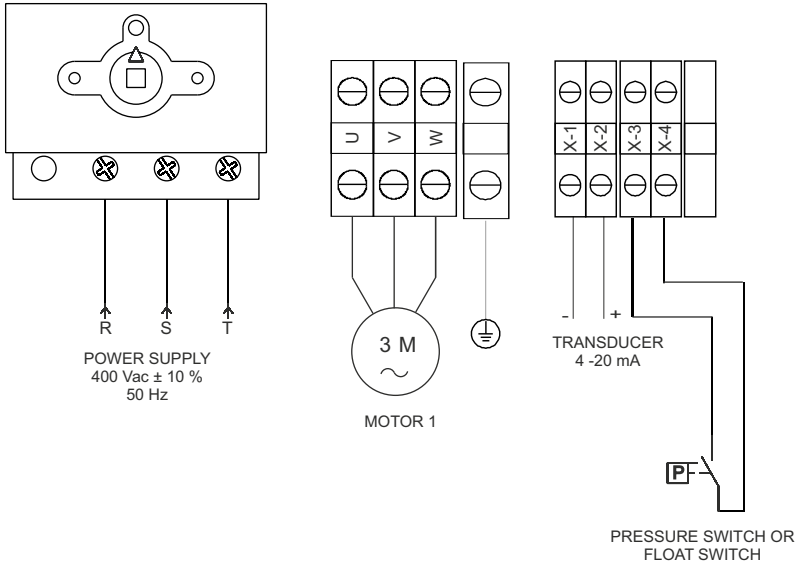 U
V
W
X-1
X-2
X-3
X-4
R
S
T
POWER SUPPLY
400 Vac ± 10 %
50 Hz
3 M
MOTOR 1
- +
TRANSDUCER
4 -20 mA
P
PRESSURE SWITCH OR
FLOAT SWITCH